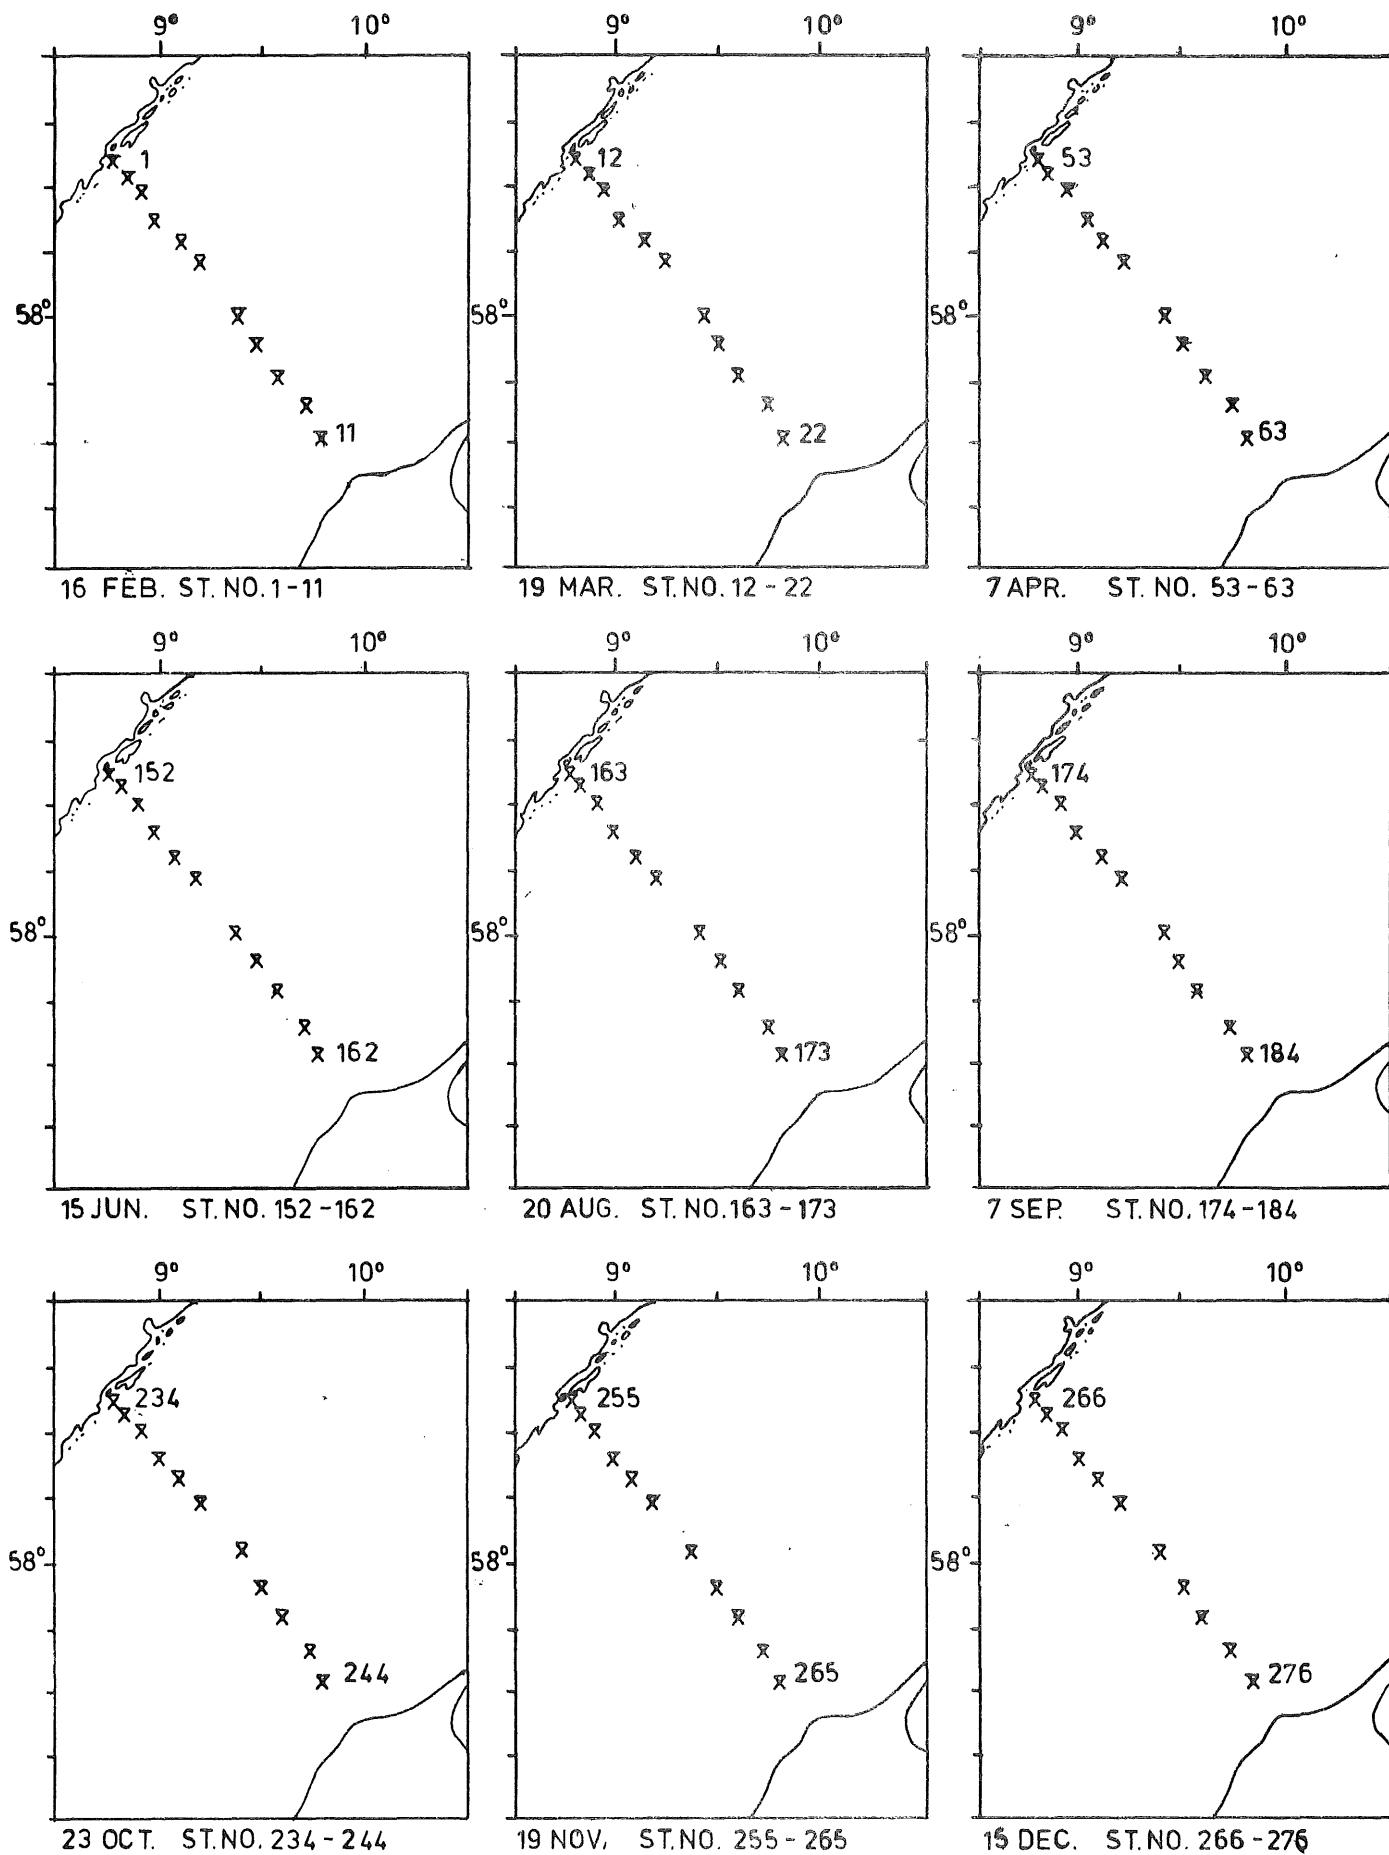 9° 10° 9° 10° 9° 10°
1 12 53
58° 58° 58°
11 22 63
16 FEB. ST. NO. 1-11 19 MAR. ST. NO. 12-22 7 APR. ST. NO. 53-63
9° 10° 9° 10° 9° 10°
152 163 174
58° 58° 58°
162 173 184
15 JUN. ST. NO. 152-162 20 AUG. ST. NO. 163-173 7 SEP. ST. NO. 174-184
9° 10° 9° 10° 9° 10°
234 255 266
58° 58° 58°
244 265 276
23 OCT. ST. NO. 234-244 19 NOV. ST. NO. 255-265 15 DEC. ST. NO. 266-276